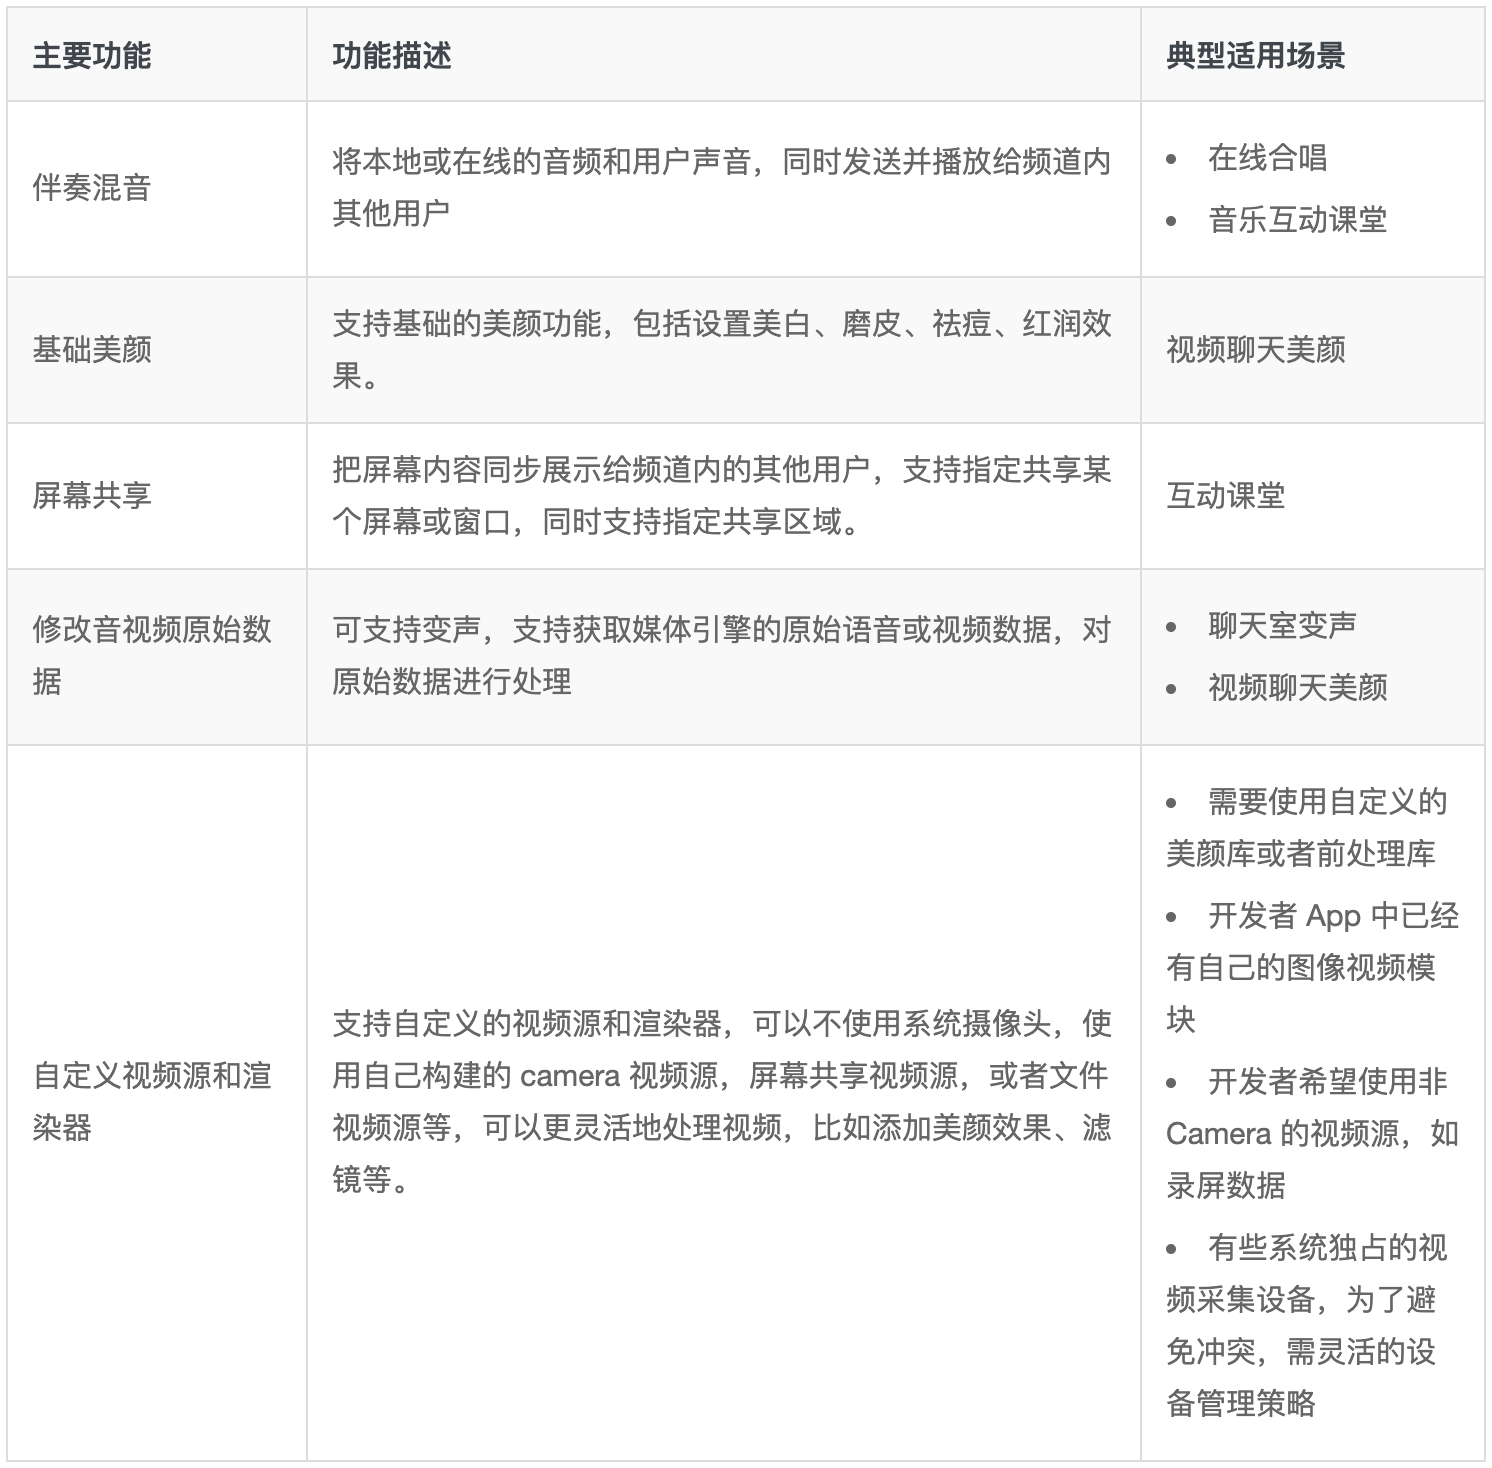 主要功能
功能描述
典型适用场景
伴奏混音
将本地或在线的音频和用户声音，同时发送并播放给频道内
其他用户
• 在线合唱
• 音乐互动课堂
基础美颜
支持基础的美颜功能，包括设置美白、磨皮、祛痘、红润效
果。
视频聊天美颜
屏幕共享
把屏幕内容同步展示给频道内的其他用户，支持指定共享某
个屏幕或窗口，同时支持指定共享区域。
互动课堂
修改音视频原始数
据
可支持变声，支持获取媒体引擎的原始语音或视频数据，对
原始数据进行处理
• 聊天室变声
• 视频聊天美颜
自定义视频源和渲
染器
支持自定义的视频源和渲染器，可以不使用系统摄像头，使
用自己构建的 camera 视频源，屏幕共享视频源，或者文件
视频源等，可以更灵活地处理视频，比如添加美颜效果、滤
镜等。
• 需要使用自定义的
美颜库或者前处理库
• 开发者 App 中已经
有自己的图像视频模
块
• 开发者希望使用非
Camera 的视频源，如
录屏数据
• 有些系统独占的视
频采集设备，为了避
免冲突，需灵活的设
备管理策略